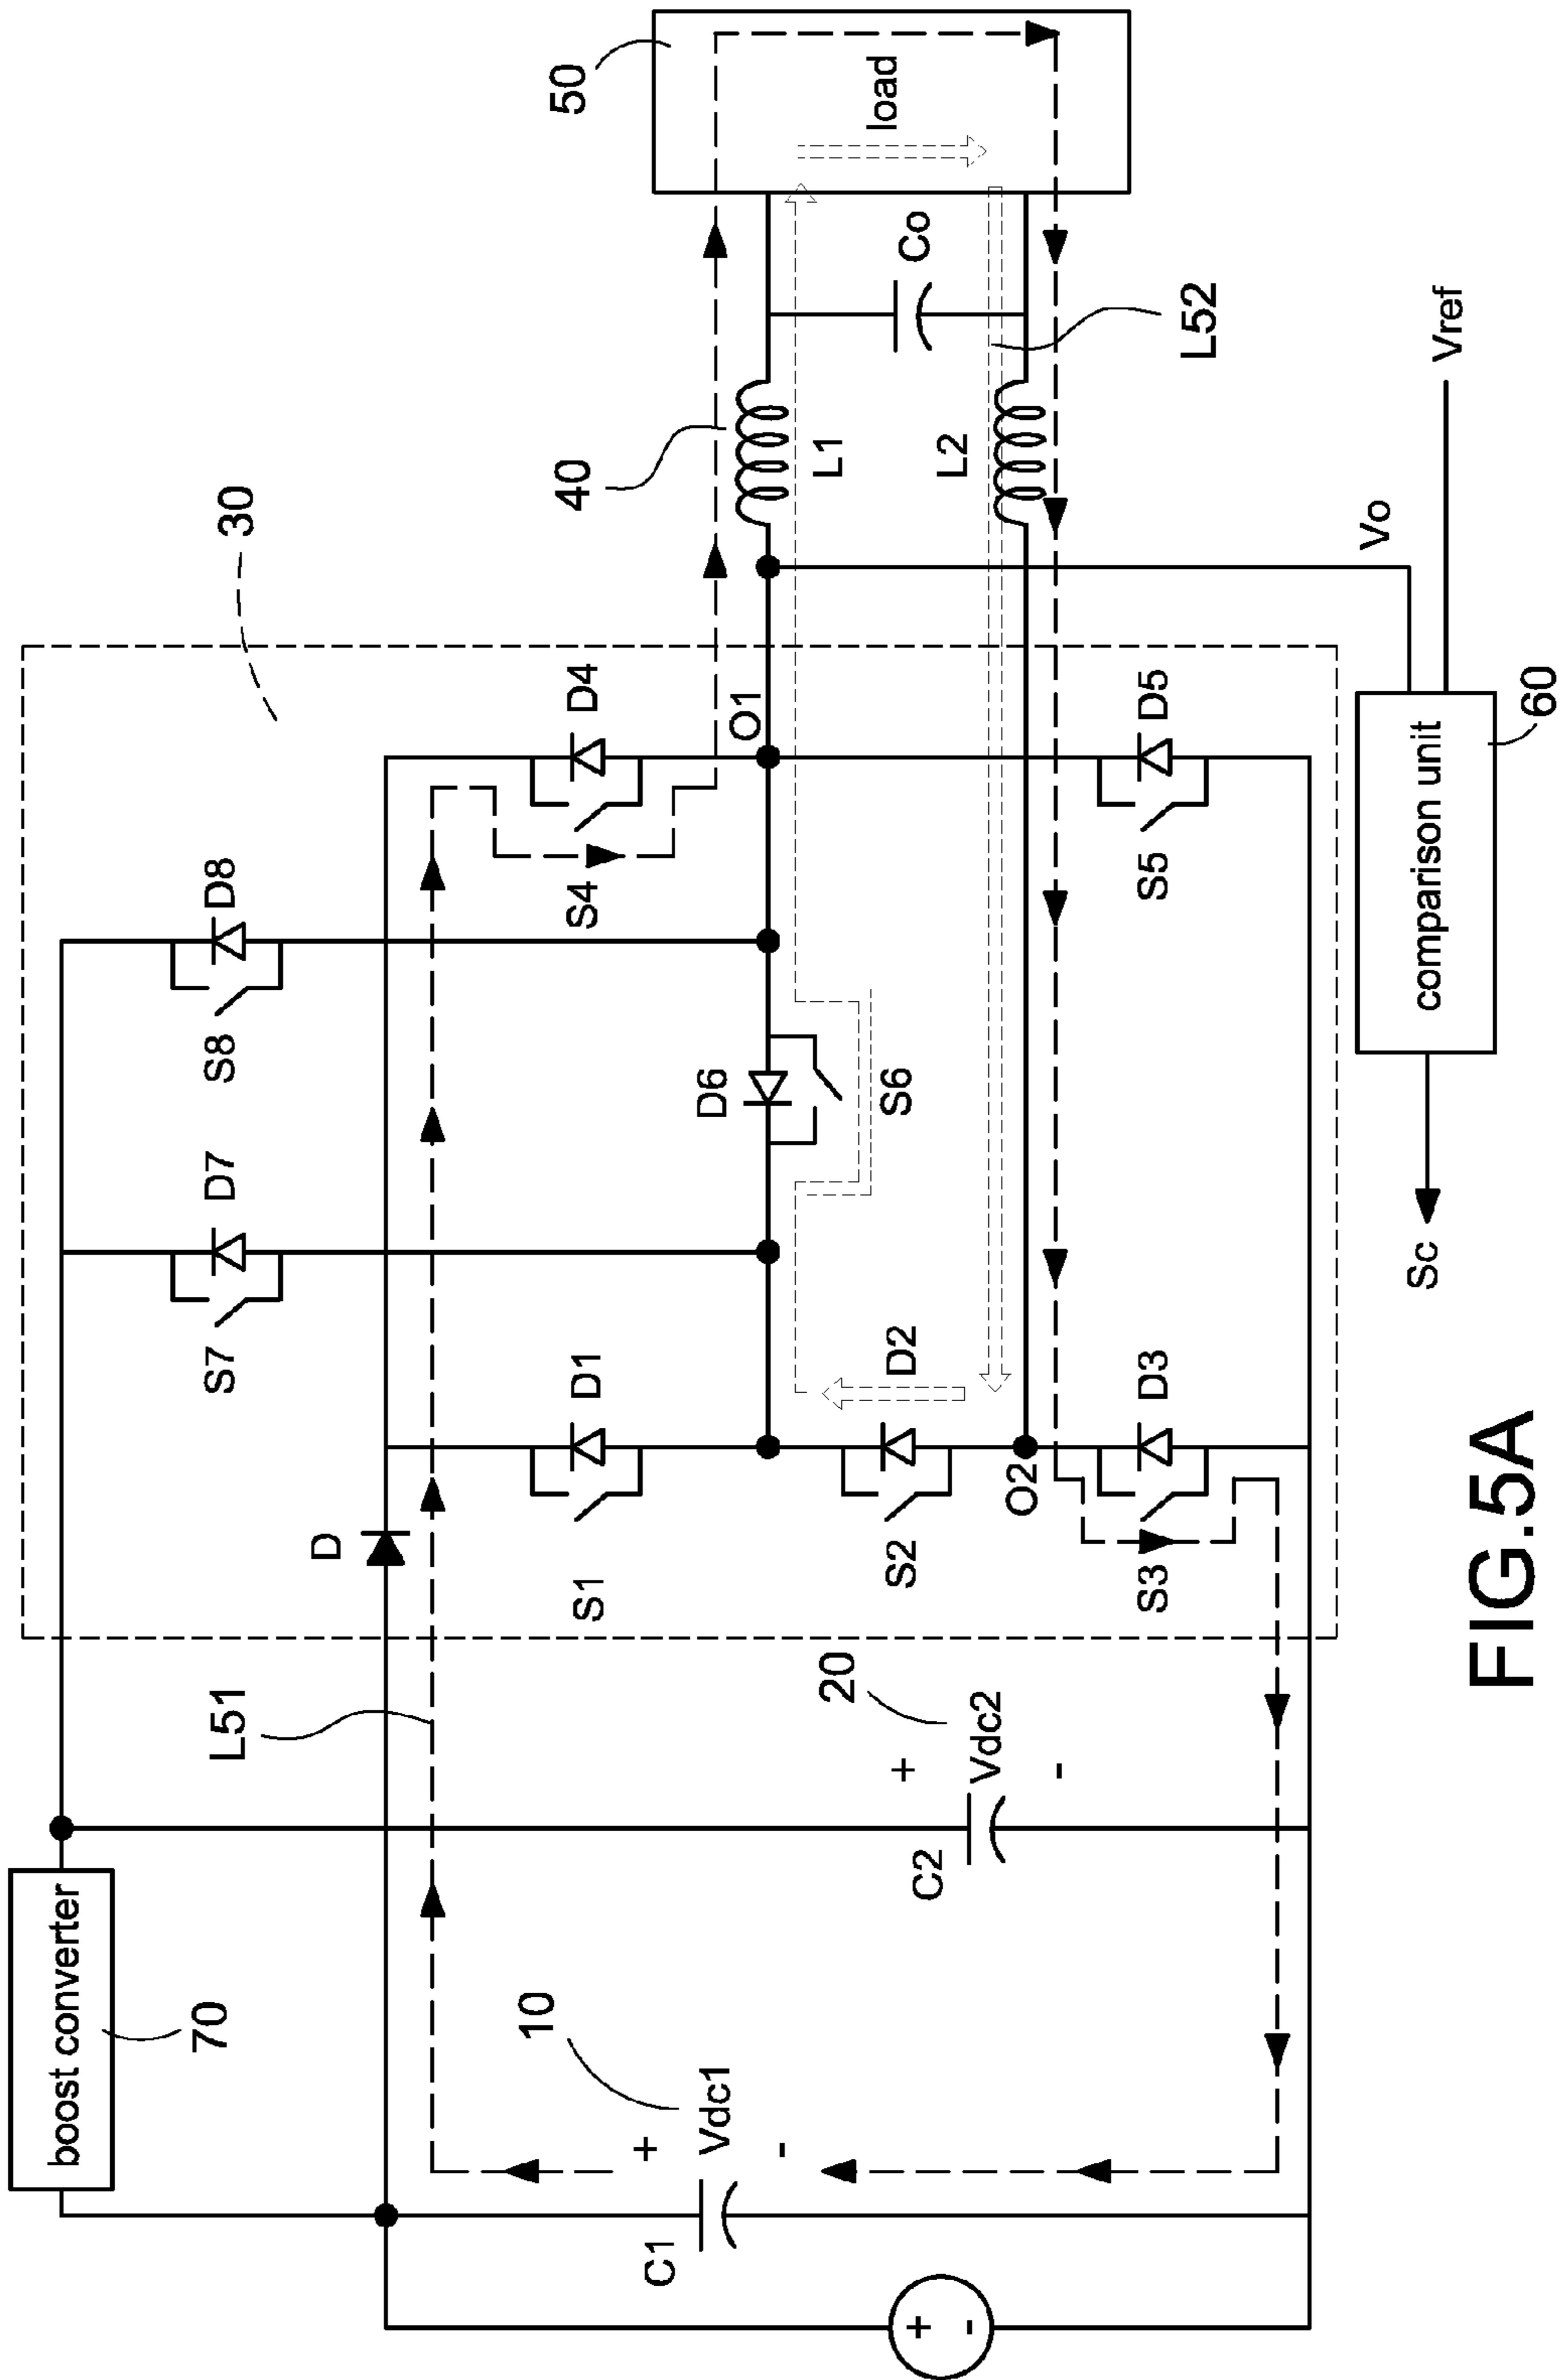 boost converter
70
L51
D
S7
D7
S8
D8
30
S1
D1
S4
D4
40
50
10
C1
+
Vdc1
-
20
C2
+
Vdc2
-
S2
D2
D6
S6
O1
L1
L2
Co
load
L52
O2
S3
D3
S5
D5
+
-
Vo
Vref
Sc
comparison unit
60
FIG.5A